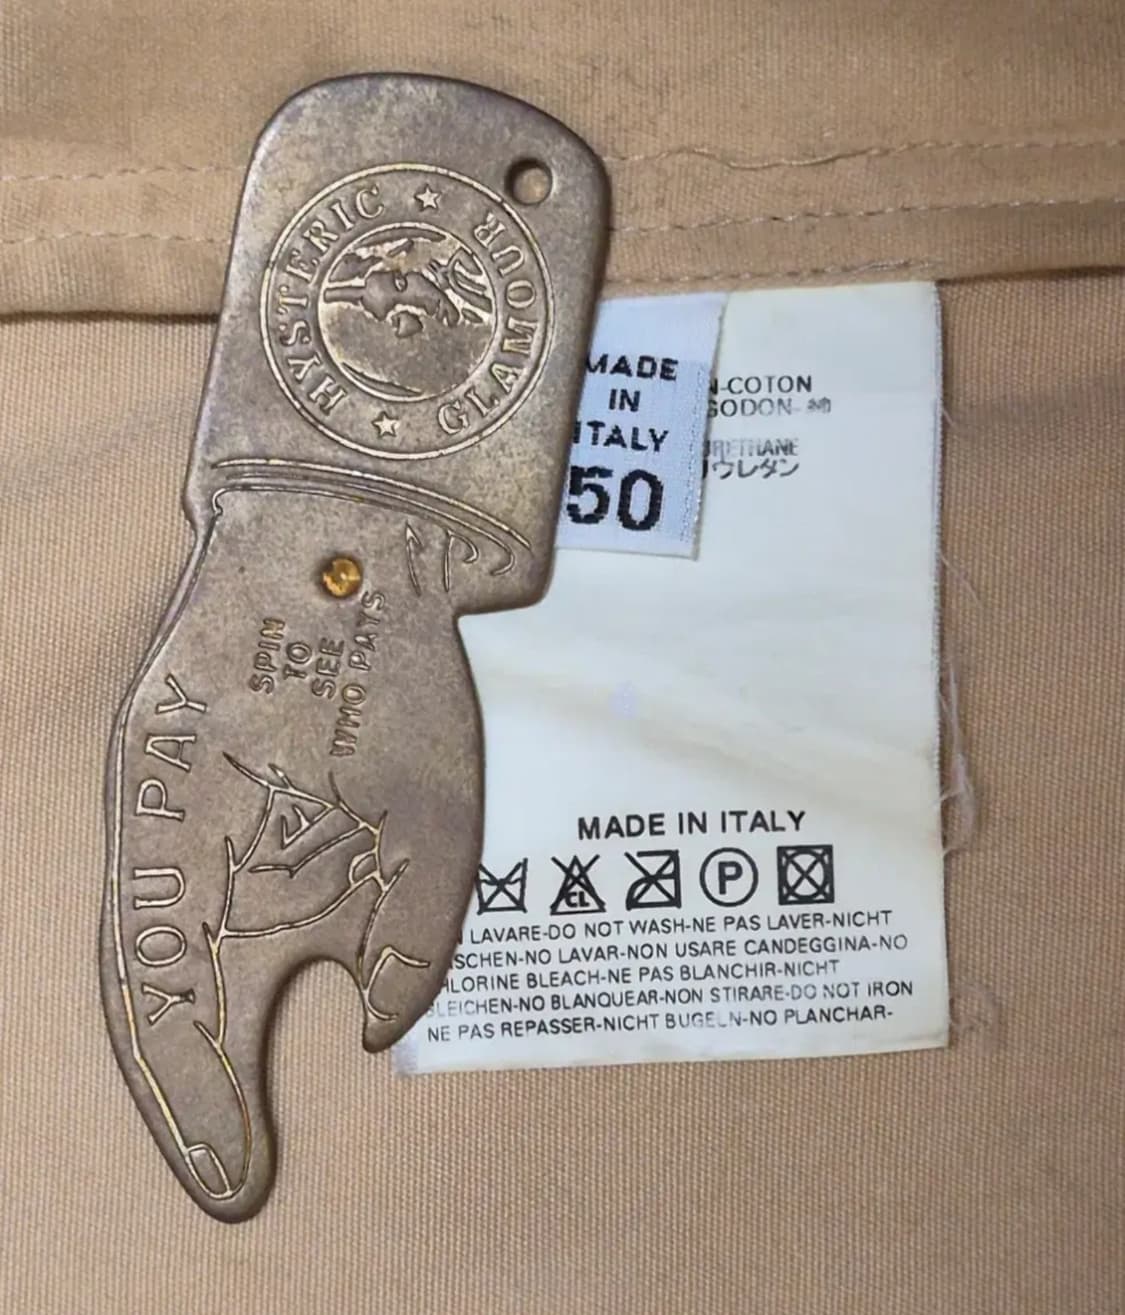 HYSTERIC
GLAMOUR
SPIN
TO
SEE
WHO PAYS
YOU PAY
MADE
IN
ITALY
50
N-COTON
GODON-綿
URETHANE
ウレタン
MADE IN ITALY
CL
P
LAVARE-DO NOT WASH-NE PAS LAVER-NICHT
ASCHEN-NO LAVAR-NON USARE CANDEGGINA-NO
HLORINE BLEACH-NE PAS BLANCHIR-NICHT
BLEICHEN-NO BLANQUEAR-NON STIRARE-DO NOT IRON
NE PAS REPASSER-NICHT BUGELN-NO PLANCHAR-